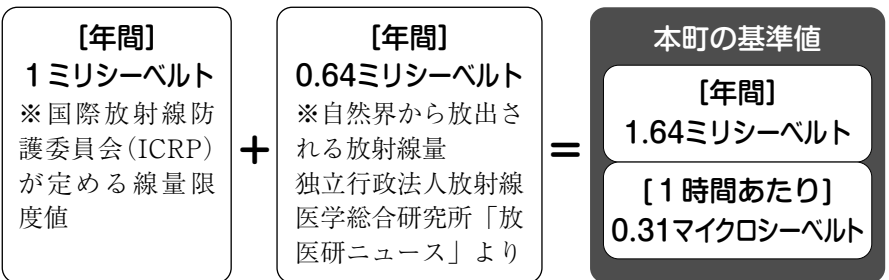 [年間]
1ミリシーベルト
※国際放射線防
護委員会(ICRP)
が定める線量限
度値
+
[年間]
0.64ミリシーベルト
※自然界から放出さ
れる放射線量
独立行政法人放射線
医学総合研究所「放
医研ニュース」より
=
本町の基準値
[年間]
1.64ミリシーベルト
[1時間あたり]
0.31マイクロシーベルト